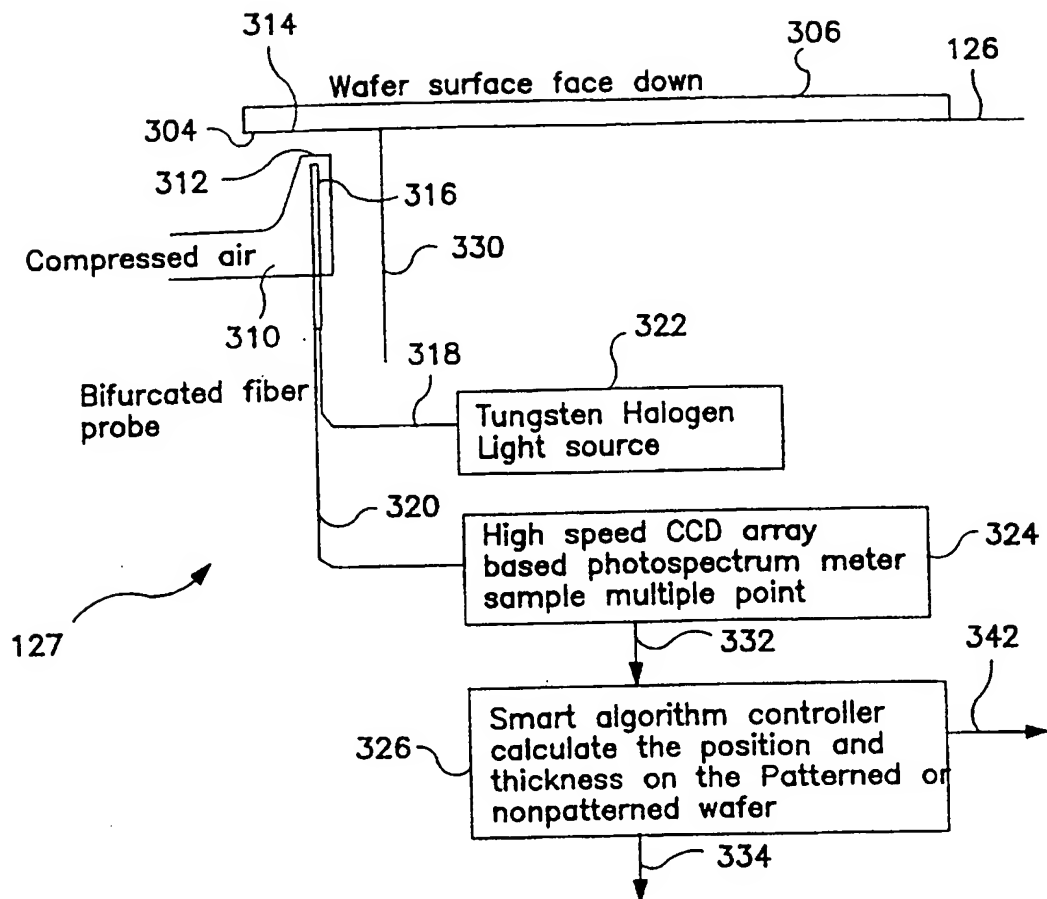 314
306
126
Wafer surface face down
304
312
316
Compressed air
330
310
322
318
Bifurcated fiber
probe
Tungsten Halogen
Light source
320
High speed CCD array
based photospectrum meter
sample multiple point
324
127
332
342
Smart algorithm controller
calculate the position and
thickness on the Patterned or
nonpatterned wafer
326
334